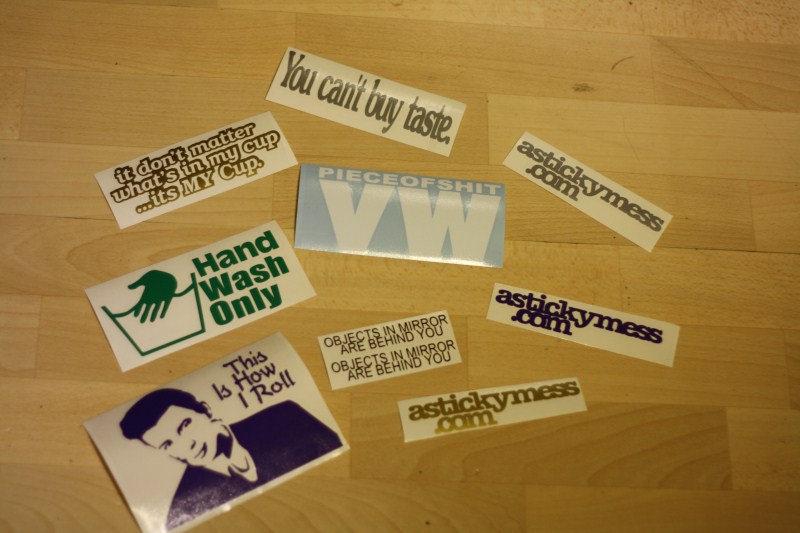 You can't buy taste.
it don't matter
what's in my cup
...its MY Cup.
PIECEOFSHIT
VW
astickymess
.com
Hand
Wash
Only
astickymess
.com
OBJECTS IN MIRROR
ARE BEHIND YOU
OBJECTS IN MIRROR
ARE BEHIND YOU
This
Is How
I Roll
astickymess
.com